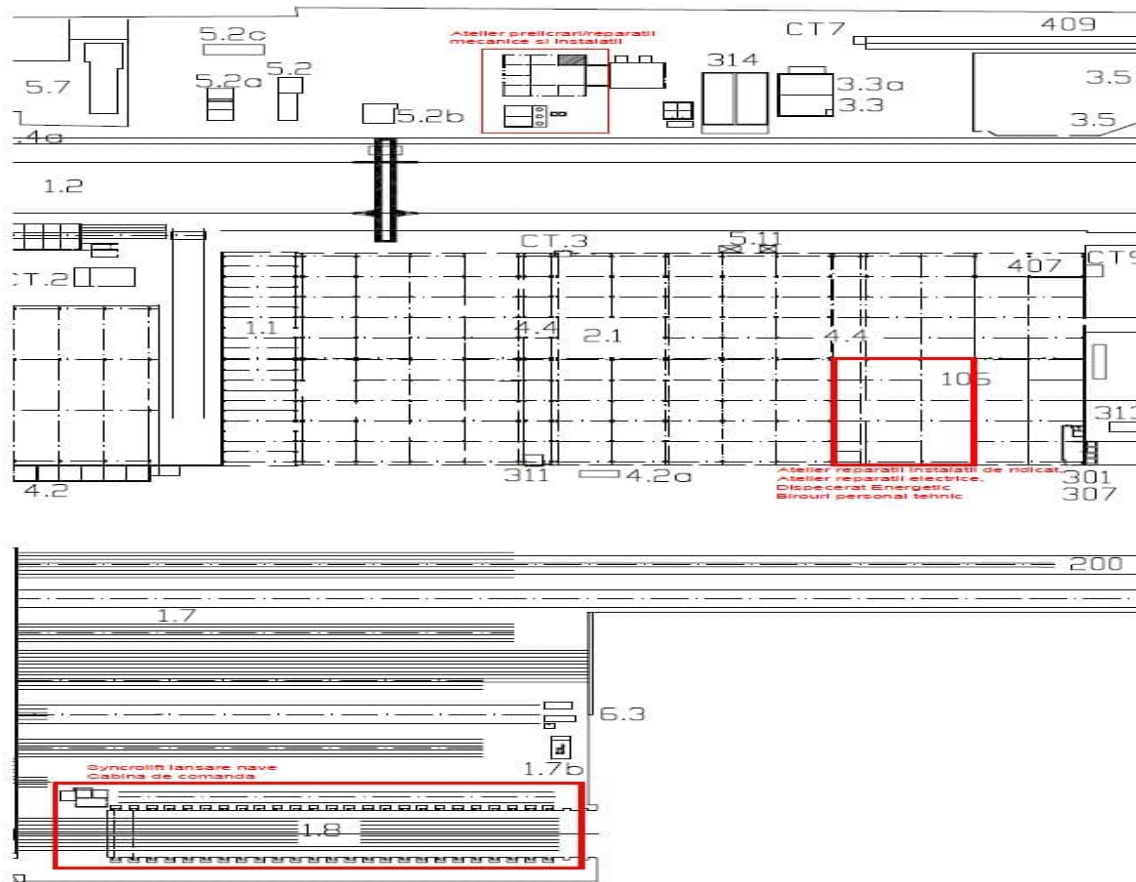 5.2c
Atelier prelicrari/reparatii
mecanice si instalatii
CT7
409
5.7
5.2a
5.2
314
3.3a
3.5
5.2b
3.3
3.5
.4a
1.2
CT.3
5.11
CT.2
407
CT9
1.1
4.4
2.1
4.4
105
313
4.2
311
4.2a
Atelier reparatii instalatii de ridicat,
Atelier reparatii electrice,
Dispecerat Energetic
Birouri personal tehnic
301
307
200
1.7
6.3
Syncrolift lansare nave
Cabina de comanda
1.7b
1.8